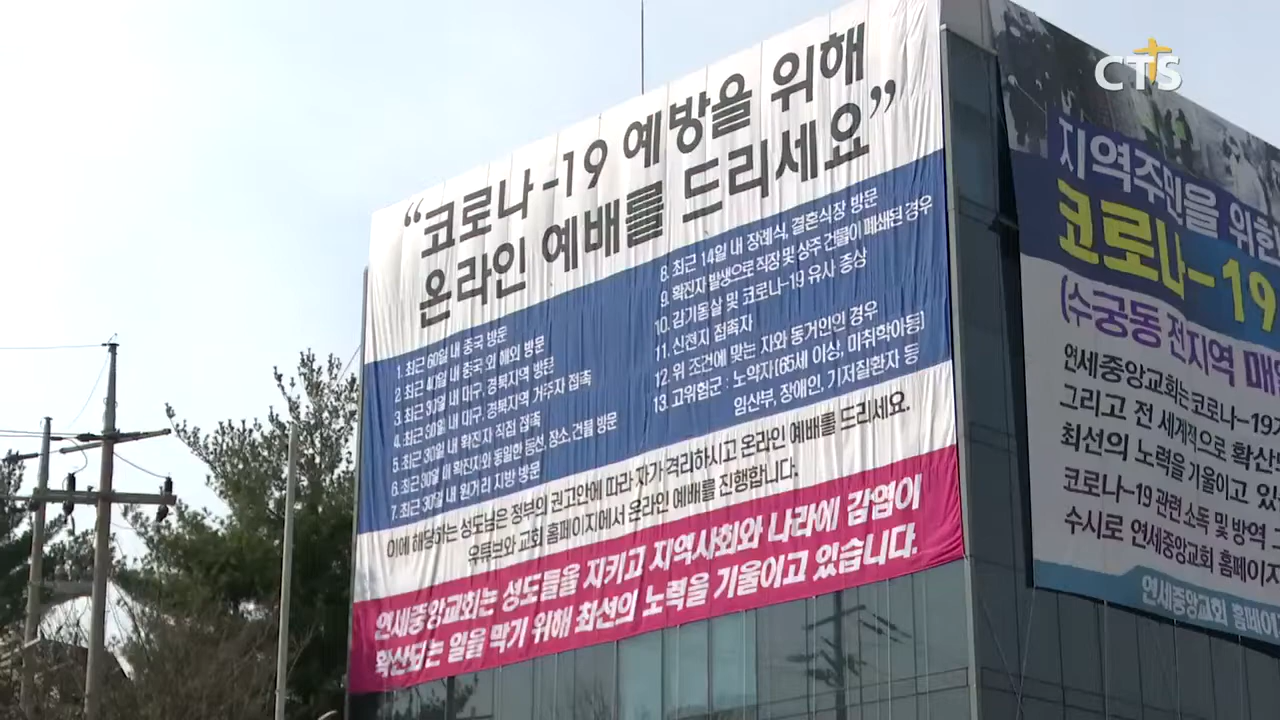 CTS
“코로나-19 예방을 위해
온라인 예배를 드리세요”
1. 최근 60일 내 중국 방문
2. 최근 40일 내 중국 외 해외 방문
3. 최근 30일 내 대구, 경북지역 방문
4. 최근 30일 내 대구, 경북지역 거주자 접촉
5. 최근 30일 내 확진자 직접 접촉
6. 최근 30일 이 확진자와 동일한 동선, 장소, 건물 방문
7. 최근 30일 내 원거리 지방 방문
8. 최근 14일 내 장례식, 결혼식장 방문
9. 확진자 발생으로 직장 및 상주 건물이 폐쇄된 경우
10. 감기몸살 및 코로나-19 유사 증상
11. 신천지 접촉자
12. 위 조건에 맞는 자와 동거인인 경우
13. 고위험군 : 노약자(65세 이상, 미취학아동)
임산부, 장애인, 기저질환자 등
이에 해당하는 성도님은 정부의 권고안에 따라 자가 격리하시고 온라인 예배를 드리세요.
유튜브와 교회 홈페이지에서 온라인 예배를 진행합니다.
연세중앙교회는 성도들을 지키고 지역사회와 나라에 감염이
확산되는 일을 막기 위해 최선의 노력을 기울이고 있습니다.
지역주민을 위한
코로나-19
(수궁동 전지역 매
연세중앙교회는 코로나-19가
그리고 전 세계적으로 확산
최선의 노력을 기울이고 있
코로나-19 관련 소독 및 방역
수시로 연세중앙교회 홈페이지
연세중앙교회 홈페이